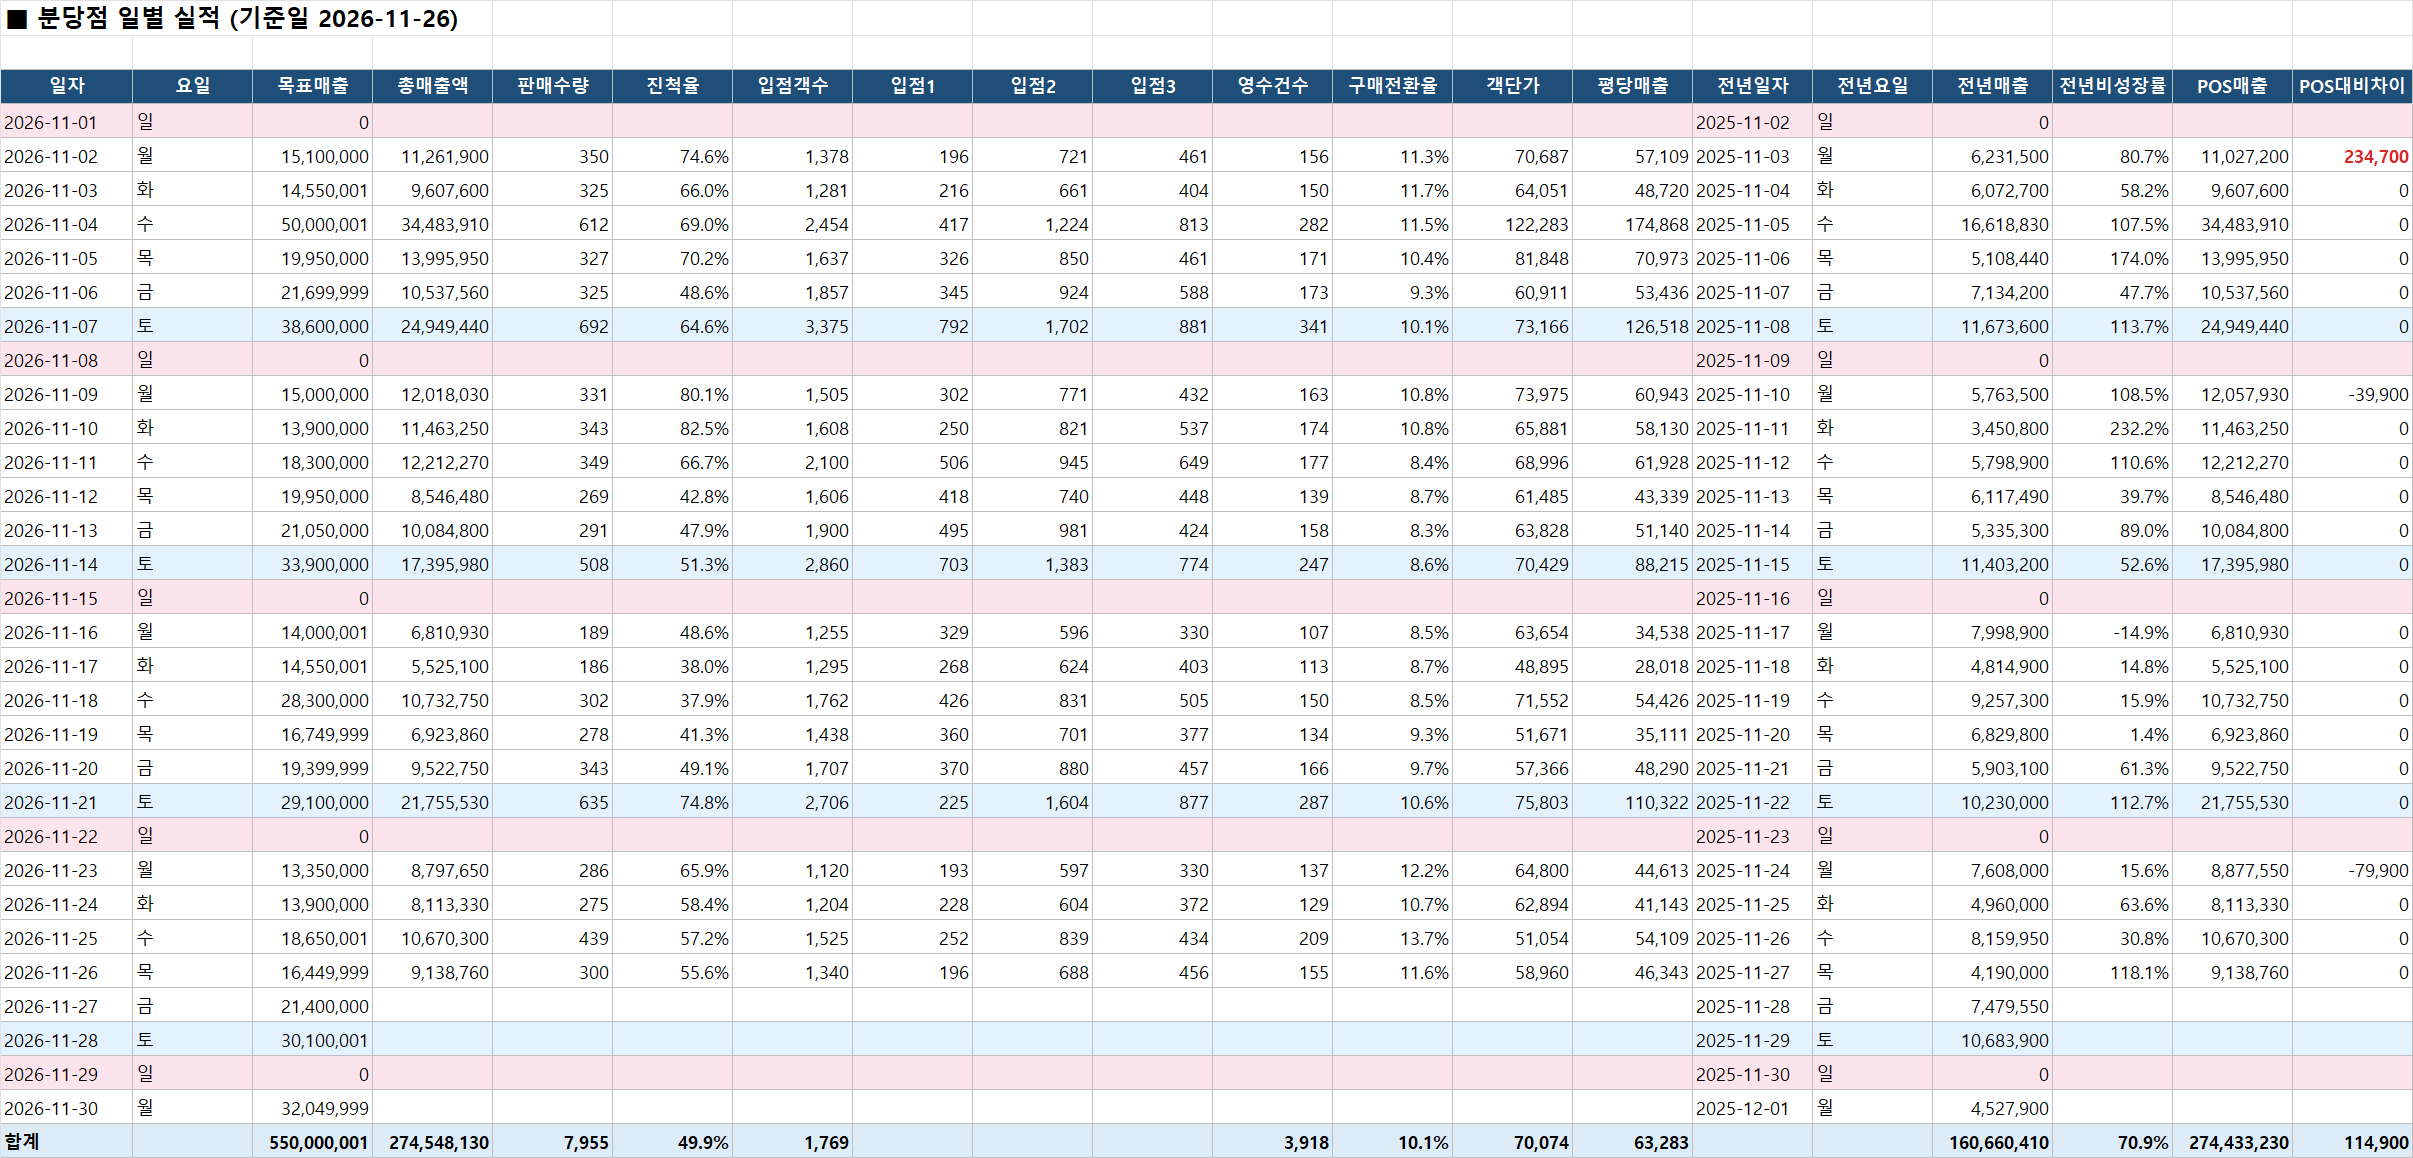 ■ 분당점 일별 실적 (기준일 2026-11-26)
일자 요일 목표매출 총매출액 판매수량 진척율 입점객수 입점1 입점2 입점3 영수건수 구매전환율 객단가 평당매출 전년일자 전년요일 전년매출 전년비성장률 POS매출 POS대비차이
2026-11-01 일 0 2025-11-02 일 0
2026-11-02 월 15,100,000 11,261,900 350 74.6% 1,378 196 721 461 156 11.3% 70,687 57,109 2025-11-03 월 6,231,500 80.7% 11,027,200 234,700
2026-11-03 화 14,550,001 9,607,600 325 66.0% 1,281 216 661 404 150 11.7% 64,051 48,720 2025-11-04 화 6,072,700 58.2% 9,607,600 0
2026-11-04 수 50,000,001 34,483,910 612 69.0% 2,454 417 1,224 813 282 11.5% 122,283 174,868 2025-11-05 수 16,618,830 107.5% 34,483,910 0
2026-11-05 목 19,950,000 13,995,950 327 70.2% 1,637 326 850 461 171 10.4% 81,848 70,973 2025-11-06 목 5,108,440 174.0% 13,995,950 0
2026-11-06 금 21,699,999 10,537,560 325 48.6% 1,857 345 924 588 173 9.3% 60,911 53,436 2025-11-07 금 7,134,200 47.7% 10,537,560 0
2026-11-07 토 38,600,000 24,949,440 692 64.6% 3,375 792 1,702 881 341 10.1% 73,166 126,518 2025-11-08 토 11,673,600 113.7% 24,949,440 0
2026-11-08 일 0 2025-11-09 일 0
2026-11-09 월 15,000,000 12,018,030 331 80.1% 1,505 302 771 432 163 10.8% 73,975 60,943 2025-11-10 월 5,763,500 108.5% 12,057,930 -39,900
2026-11-10 화 13,900,000 11,463,250 343 82.5% 1,608 250 821 537 174 10.8% 65,881 58,130 2025-11-11 화 3,450,800 232.2% 11,463,250 0
2026-11-11 수 18,300,000 12,212,270 349 66.7% 2,100 506 945 649 177 8.4% 68,996 61,928 2025-11-12 수 5,798,900 110.6% 12,212,270 0
2026-11-12 목 19,950,000 8,546,480 269 42.8% 1,606 418 740 448 139 8.7% 61,485 43,339 2025-11-13 목 6,117,490 39.7% 8,546,480 0
2026-11-13 금 21,050,000 10,084,800 291 47.9% 1,900 495 981 424 158 8.3% 63,828 51,140 2025-11-14 금 5,335,300 89.0% 10,084,800 0
2026-11-14 토 33,900,000 17,395,980 508 51.3% 2,860 703 1,383 774 247 8.6% 70,429 88,215 2025-11-15 토 11,403,200 52.6% 17,395,980 0
2026-11-15 일 0 2025-11-16 일 0
2026-11-16 월 14,000,001 6,810,930 189 48.6% 1,255 329 596 330 107 8.5% 63,654 34,538 2025-11-17 월 7,998,900 -14.9% 6,810,930 0
2026-11-17 화 14,550,001 5,525,100 186 38.0% 1,295 268 624 403 113 8.7% 48,895 28,018 2025-11-18 화 4,814,900 14.8% 5,525,100 0
2026-11-18 수 28,300,000 10,732,750 302 37.9% 1,762 426 831 505 150 8.5% 71,552 54,426 2025-11-19 수 9,257,300 15.9% 10,732,750 0
2026-11-19 목 16,749,999 6,923,860 278 41.3% 1,438 360 701 377 134 9.3% 51,671 35,111 2025-11-20 목 6,829,800 1.4% 6,923,860 0
2026-11-20 금 19,399,999 9,522,750 343 49.1% 1,707 370 880 457 166 9.7% 57,366 48,290 2025-11-21 금 5,903,100 61.3% 9,522,750 0
2026-11-21 토 29,100,000 21,755,530 635 74.8% 2,706 225 1,604 877 287 10.6% 75,803 110,322 2025-11-22 토 10,230,000 112.7% 21,755,530 0
2026-11-22 일 0 2025-11-23 일 0
2026-11-23 월 13,350,000 8,797,650 286 65.9% 1,120 193 597 330 137 12.2% 64,800 44,613 2025-11-24 월 7,608,000 15.6% 8,877,550 -79,900
2026-11-24 화 13,900,000 8,113,330 275 58.4% 1,204 228 604 372 129 10.7% 62,894 41,143 2025-11-25 화 4,960,000 63.6% 8,113,330 0
2026-11-25 수 18,650,001 10,670,300 439 57.2% 1,525 252 839 434 209 13.7% 51,054 54,109 2025-11-26 수 8,159,950 30.8% 10,670,300 0
2026-11-26 목 16,449,999 9,138,760 300 55.6% 1,340 196 688 456 155 11.6% 58,960 46,343 2025-11-27 목 4,190,000 118.1% 9,138,760 0
2026-11-27 금 21,400,000 2025-11-28 금 7,479,550
2026-11-28 토 30,100,001 2025-11-29 토 10,683,900
2026-11-29 일 0 2025-11-30 일 0
2026-11-30 월 32,049,999 2025-12-01 월 4,527,900
합계 550,000,001 274,548,130 7,955 49.9% 1,769 3,918 10.1% 70,074 63,283 160,660,410 70.9% 274,433,230 114,900